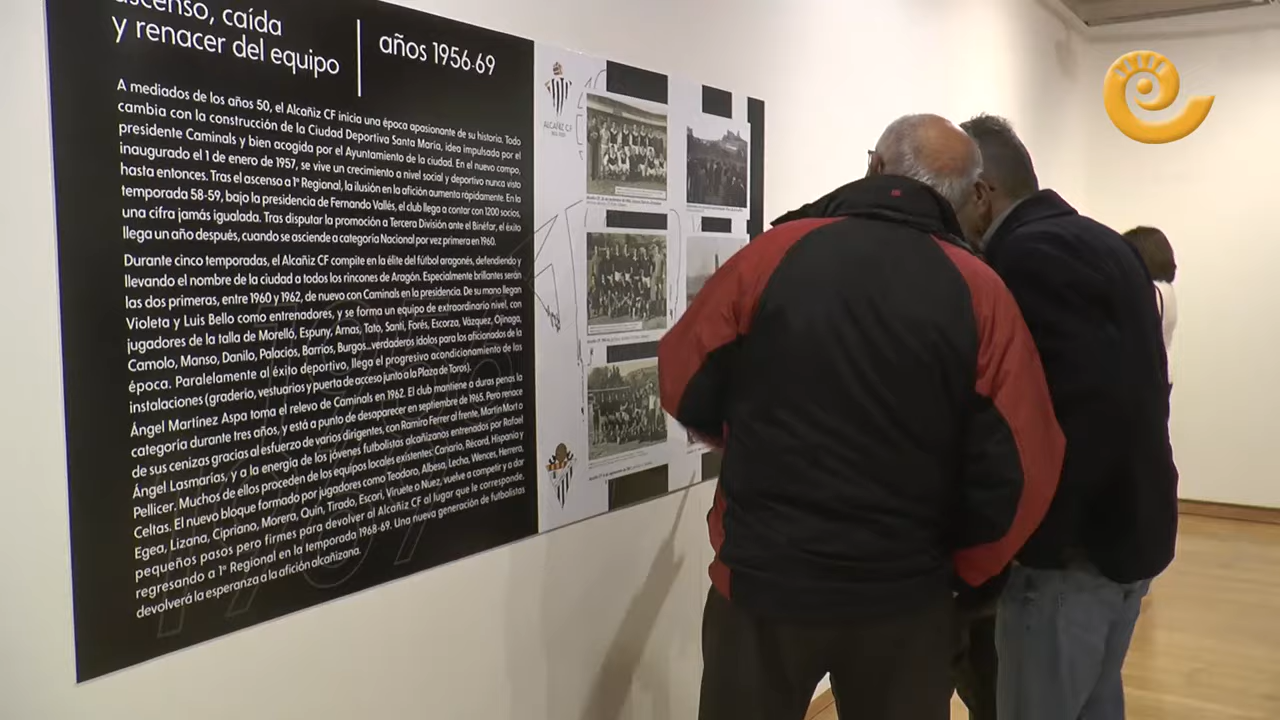 ascenso, caída
y renacer del equipo
años 1956-69
A mediados de los años 50, el Alcañiz CF inicia una época apasionante de su historia. Todo
cambia con la construcción de la Ciudad Deportiva Santa María, idea impulsada por el
presidente Caminals y bien acogida por el Ayuntamiento de la ciudad. En el nuevo campo,
inaugurado el 1 de enero de 1957, se vive un crecimiento a nivel social y deportivo nunca visto
hasta entonces. Tras el ascenso a 1ª Regional, la ilusión en la afición aumenta rápidamente. En la
temporada 58-59, bajo la presidencia de Fernando Vallés, el club llega a contar con 1200 socios,
una cifra jamás igualada. Tras disputar la promoción a Tercera División ante el Binéfar, el éxito
llega un año después, cuando se asciende a categoría Nacional por vez primera en 1960.
Durante cinco temporadas, el Alcañiz CF compite en la élite del fútbol aragonés, defendiendo y
llevando el nombre de la ciudad a todos los rincones de Aragón. Especialmente brillantes serán
las dos primeras, entre 1960 y 1962, de nuevo con Caminals en la presidencia. De su mano llegan
Violeta y Luis Bello como entrenadores, y se forma un equipo de extraordinario nivel, con
jugadores de la talla de Morelló, Espuny, Arnas, Tato, Santi, Forés, Escorza, Vázquez, Ojinaga,
Camolo, Manso, Danilo, Palacios, Barrios, Burgos...verdaderos ídolos para los aficionados de la
época. Paralelamente al éxito deportivo, llega el progresivo acondicionamiento de las
instalaciones (graderío, vestuarios y puerta de acceso junto a la Plaza de Toros).
Ángel Martínez Aspa toma el relevo de Caminals en 1962. El club mantiene a duras penas la
categoría durante tres años, y está a punto de desaparecer en septiembre de 1965. Pero renace
de sus cenizas gracias al esfuerzo de varios dirigentes, con Ramiro Ferrer al frente, Martín Mort o
Ángel Lasmarías, y a la energía de los jóvenes futbolistas alcañizanos entrenados por Rafael
Pellicer. Muchos de ellos proceden de los equipos locales existentes: Canario, Récord, Hispania y
Celtas. El nuevo bloque formado por jugadores como Teodoro, Albesa, Lecha, Wences, Herrera,
Egea, Lizana, Cipriano, Morera, Quin, Tirado, Escori, Viruete o Nuez, vuelve a competir y a dar
pequeños pasos pero firmes para devolver al Alcañiz CF al lugar que le corresponde,
regresando a 1ª Regional en la temporada 1968-69. Una nueva generación de futbolistas
devolverá la esperanza a la afición alcañizana.
ALCAÑIZ CF